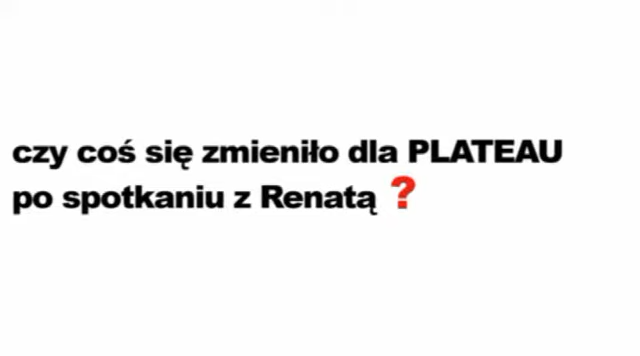 czy coś się zmieniło dla PLATEAU
po spotkaniu z Renatą ?